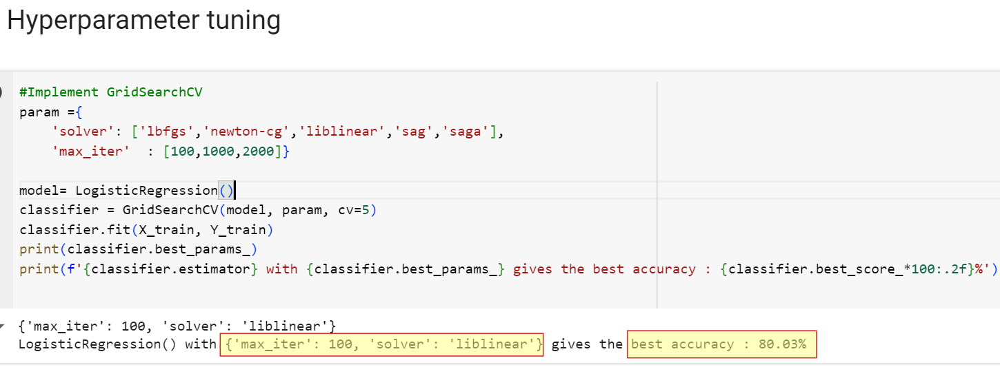 Hyperparameter tuning
#Implement GridSearchCV
param ={
'solver': ['lbfgs','newton-cg','liblinear','sag','saga'],
'max_iter'  : [100,1000,2000]}
model= LogisticRegression()
classifier = GridSearchCV(model, param, cv=5)
classifier.fit(X_train, Y_train)
print(classifier.best_params_)
print(f'{classifier.estimator} with {classifier.best_params_} gives the best accuracy : {classifier.best_score_*100:.2f}%')
{'max_iter': 100, 'solver': 'liblinear'}
LogisticRegression() with {'max_iter': 100, 'solver': 'liblinear'} gives the best accuracy : 80.03%